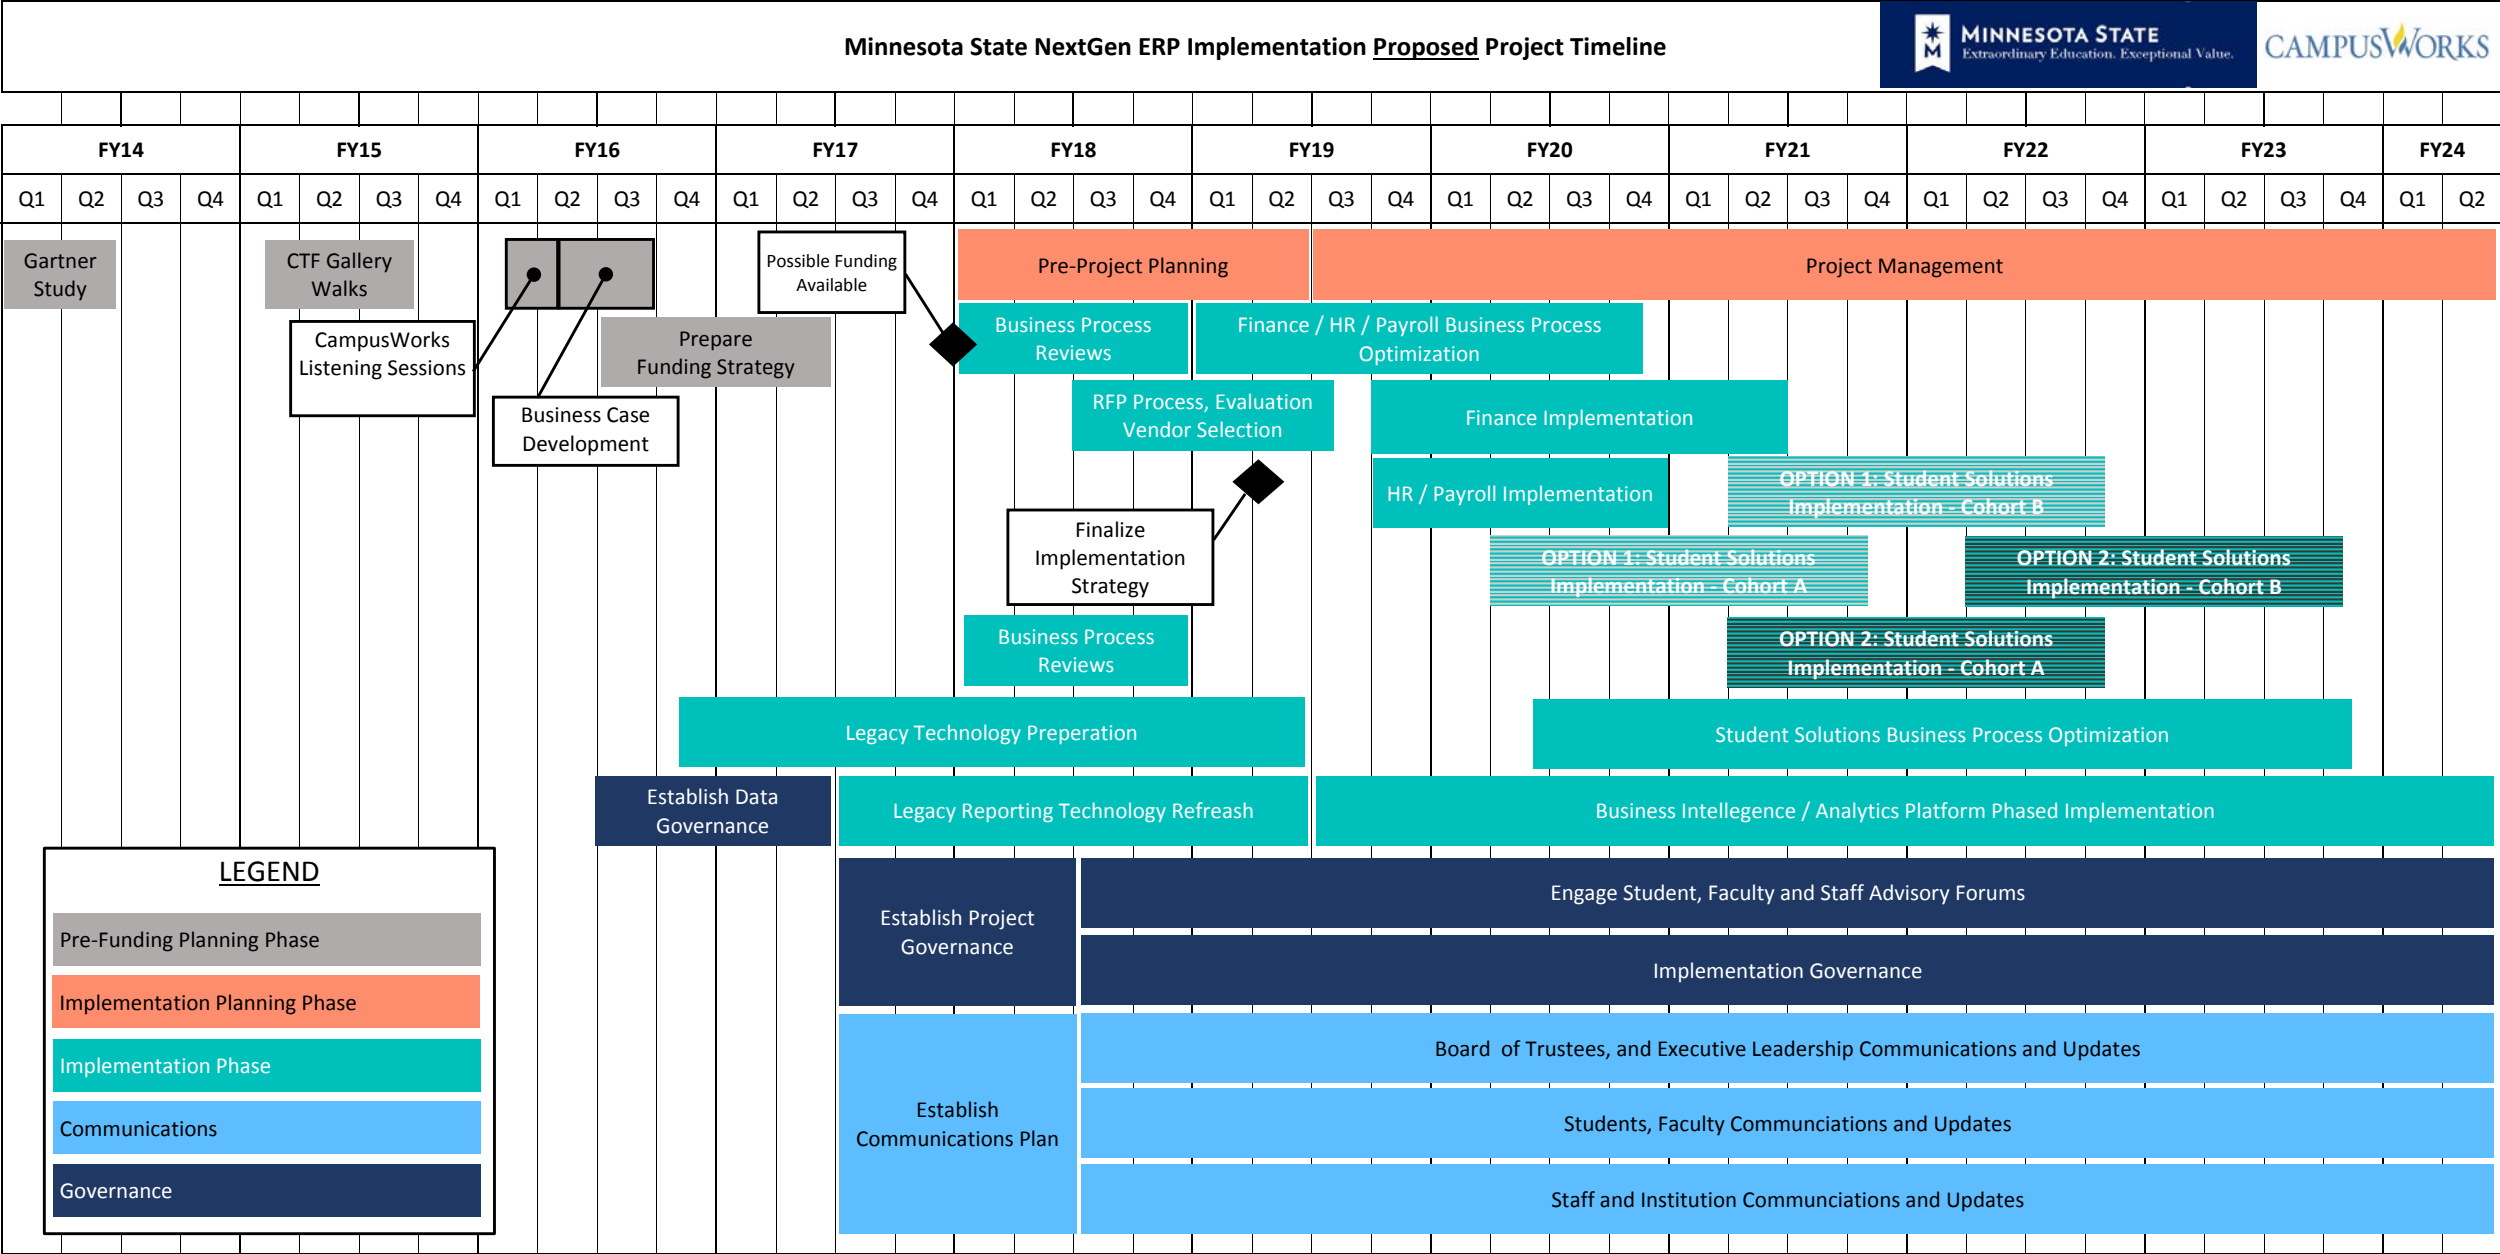 Minnesota State NextGen ERP Implementation Proposed Project Timeline
M
MINNESOTA STATE
Extraordinary Education. Exceptional Value.
CAMPUSWORKS
FY14 FY15 FY16 FY17 FY18 FY19 FY20 FY21 FY22 FY23 FY24
Q1 Q2 Q3 Q4 Q1 Q2 Q3 Q4 Q1 Q2 Q3 Q4 Q1 Q2 Q3 Q4 Q1 Q2 Q3 Q4 Q1 Q2 Q3 Q4 Q1 Q2 Q3 Q4 Q1 Q2 Q3 Q4 Q1 Q2 Q3 Q4 Q1 Q2 Q3 Q4 Q1 Q2
Gartner
Study
CTF Gallery
Walks
Possible Funding
Available
Pre-Project Planning
Project Management
CampusWorks
Listening Sessions
Prepare
Funding Strategy
Business Process
Reviews
Finance / HR / Payroll Business Process
Optimization
Business Case
Development
RFP Process, Evaluation
Vendor Selection
Finance Implementation
HR / Payroll Implementation
OPTION 1: Student Solutions
Implementation - Cohort B
Finalize
Implementation
Strategy
OPTION 1: Student Solutions
Implementation - Cohort A
OPTION 2: Student Solutions
Implementation - Cohort B
Business Process
Reviews
OPTION 2: Student Solutions
Implementation - Cohort A
Legacy Technology Preperation
Student Solutions Business Process Optimization
Establish Data
Governance
Legacy Reporting Technology Refreash
Business Intellegence / Analytics Platform Phased Implementation
Establish Project
Governance
Engage Student, Faculty and Staff Advisory Forums
Implementation Governance
Establish
Communications Plan
Board of Trustees, and Executive Leadership Communications and Updates
Students, Faculty Communciations and Updates
Staff and Institution Communciations and Updates
LEGEND
Pre-Funding Planning Phase
Implementation Planning Phase
Implementation Phase
Communications
Governance